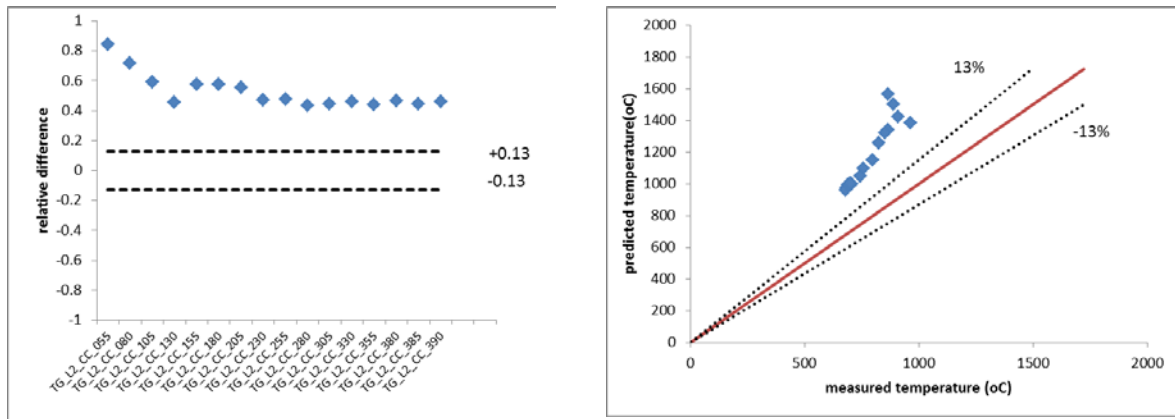 1
0.8
0.6
0.4
0.2
0
-0.2
-0.4
-0.6
-0.8
-1
relative difference
+0.13
-0.13
TG_L2_CC_055
TG_L2_CC_080
TG_L2_CC_105
TG_L2_CC_130
TG_L2_CC_155
TG_L2_CC_180
TG_L2_CC_205
TG_L2_CC_230
TG_L2_CC_255
TG_L2_CC_280
TG_L2_CC_305
TG_L2_CC_330
TG_L2_CC_355
TG_L2_CC_380
TG_L2_CC_385
TG_L2_CC_390
2000
1800
1600
1400
1200
1000
800
600
400
200
0
predicted temperature(oC)
13%
-13%
0 500 1000 1500 2000
measured temperature (oC)